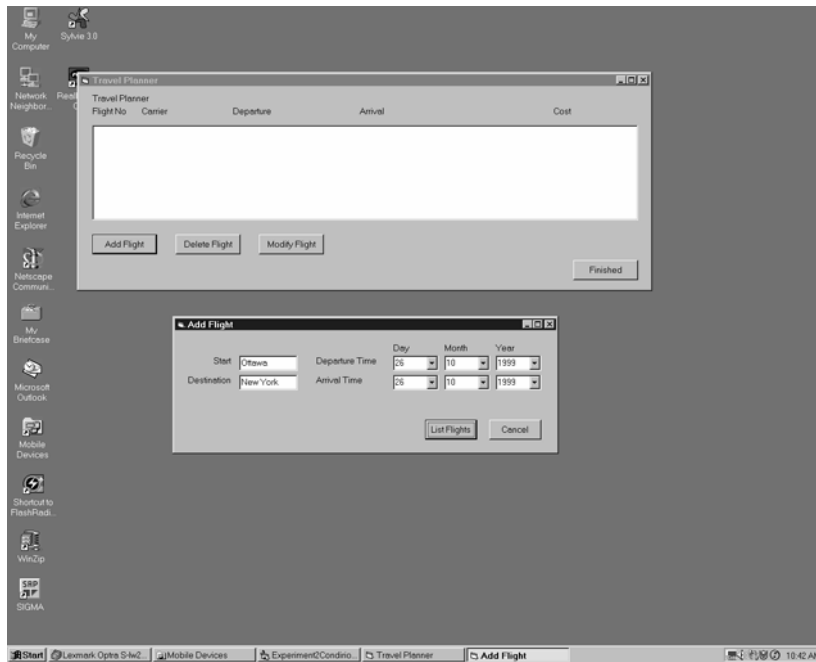 My
Computer
Sylvie 3.0
Network
Neighbor...
Recycle
Bin
Internet
Explorer
Netscape
Communi...
My
Briefcase
Microsoft
Outlook
Mobile
Devices
Shortcut to
FlashRadi...
WinZip
SIGMA
Travel Planner
Travel Planner
Flight No Carrier Departure Arrival Cost
Add Flight Delete Flight Modify Flight
Finished
Add Flight
Day Month Year
Start Ottawa Departure Time 26 10 1999
Destination New York Arrival Time 26 10 1999
List Flights Cancel
Start Lexmark Optra Mobile Devices Travel Planner Add Flight 10:42 AM